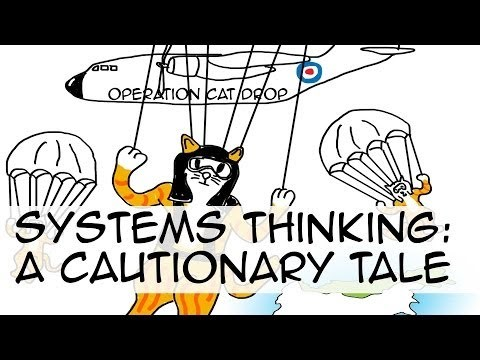 OPERATION CAT DROP
SYSTEMS THINKING:
A CAUTIONARY TALE